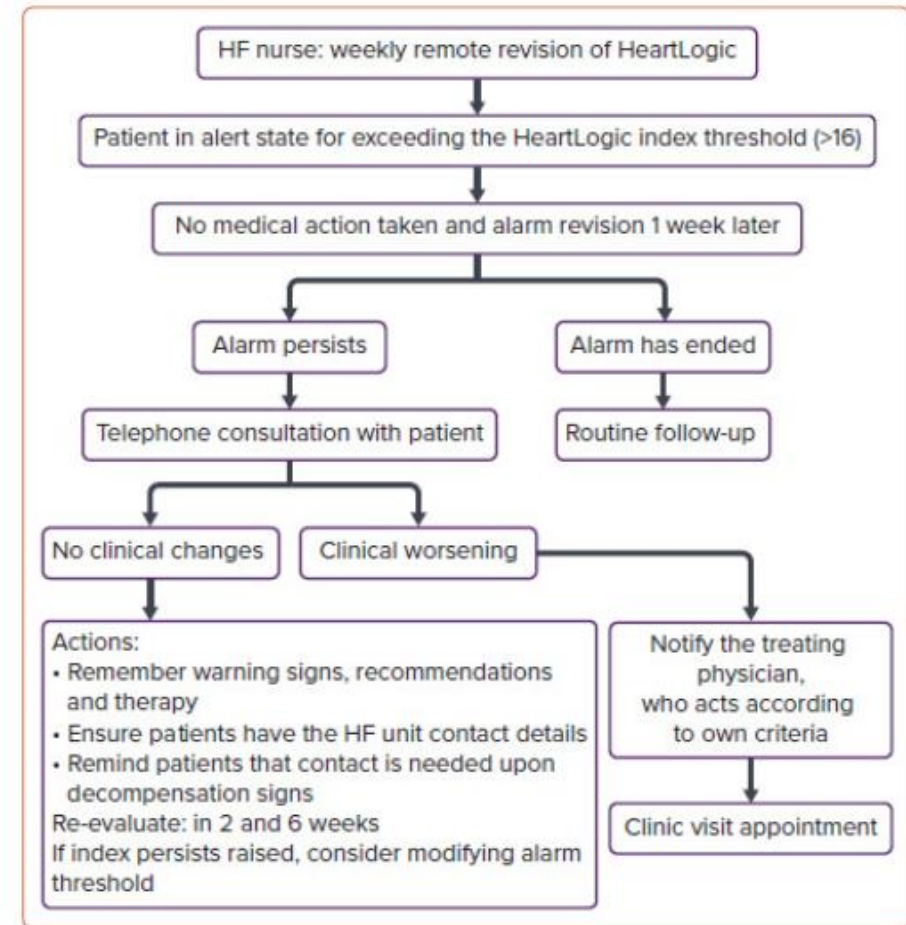 HF nurse: weekly remote revision of HeartLogic
Patient in alert state for exceeding the HeartLogic index threshold (>16)
No medical action taken and alarm revision 1 week later
Alarm persists
Alarm has ended
Telephone consultation with patient
Routine follow-up
No clinical changes
Clinical worsening
Actions:
• Remember warning signs, recommendations
and therapy
• Ensure patients have the HF unit contact details
• Remind patients that contact is needed upon
decompensation signs
Re-evaluate: in 2 and 6 weeks
If index persists raised, consider modifying alarm
threshold
Notify the treating
physician,
who acts according
to own criteria
Clinic visit appointment